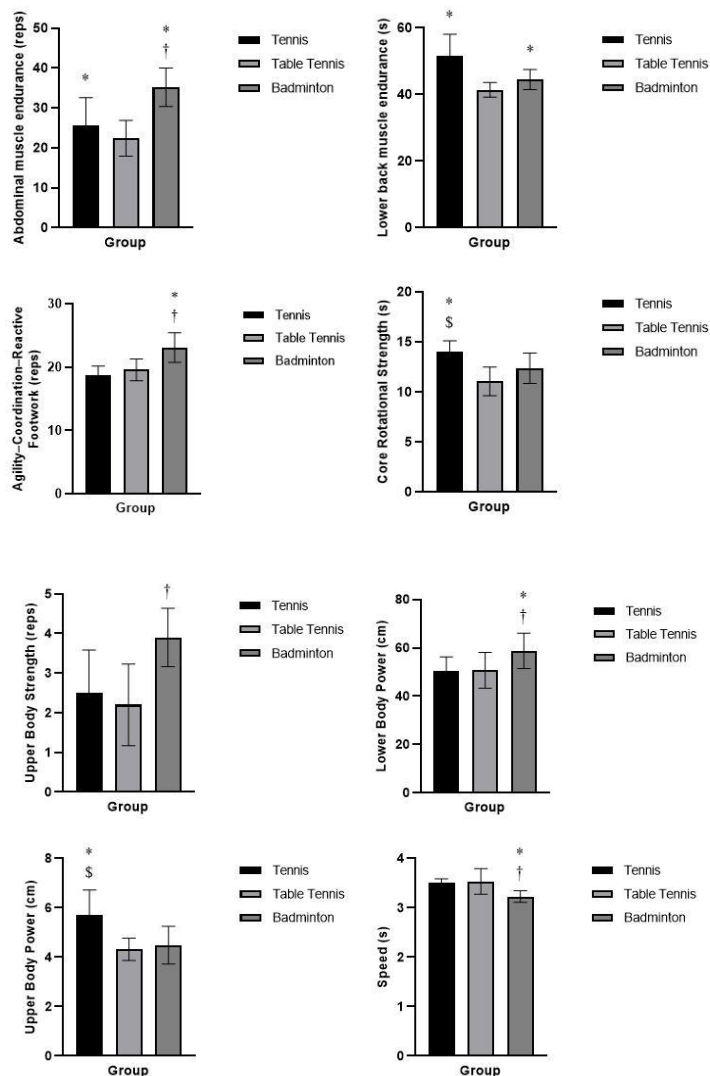 Abdominal muscle endurance (reps)
50
40
30
20
10
0
*
*
†
Group
Tennis
Table Tennis
Badminton
Lower back muscle endurance (s)
60
40
20
0
*
*
Group
Tennis
Table Tennis
Badminton
Agility–Coordination–Reactive
Footwork (reps)
30
20
10
0
*
†
Group
Tennis
Table Tennis
Badminton
Core Rotational Strength (s)
20
15
10
5
0
*
$
Group
Tennis
Table Tennis
Badminton
Upper Body Strength (reps)
5
4
3
2
1
0
†
Group
Tennis
Table Tennis
Badminton
Lower Body Power (cm)
80
60
40
20
0
*
†
Group
Tennis
Table Tennis
Badminton
Upper Body Power (cm)
8
6
4
2
0
*
$
Group
Tennis
Table Tennis
Badminton
Speed (s)
4
3
2
1
0
*
†
Group
Tennis
Table Tennis
Badminton